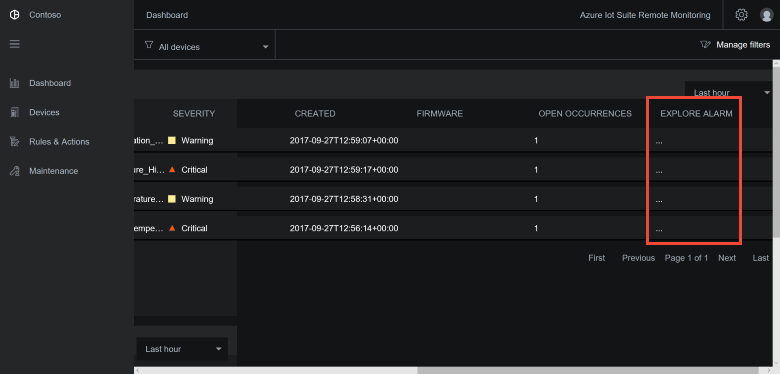 Contoso
Dashboard
Azure Iot Suite Remote Monitoring
All devices
Manage filters
Dashboard
Devices
Rules & Actions
Maintenance
Last hour
SEVERITY CREATED FIRMWARE OPEN OCCURRENCES EXPLORE ALARM
ation_... Warning 2017-09-27T12:59:07+00:00 1 ...
ure_Hi... Critical 2017-09-27T12:59:17+00:00 1 ...
rature... Warning 2017-09-27T12:58:31+00:00 1 ...
empe... Critical 2017-09-27T12:56:14+00:00 1 ...
First Previous Page 1 of 1 Next Last
Last hour